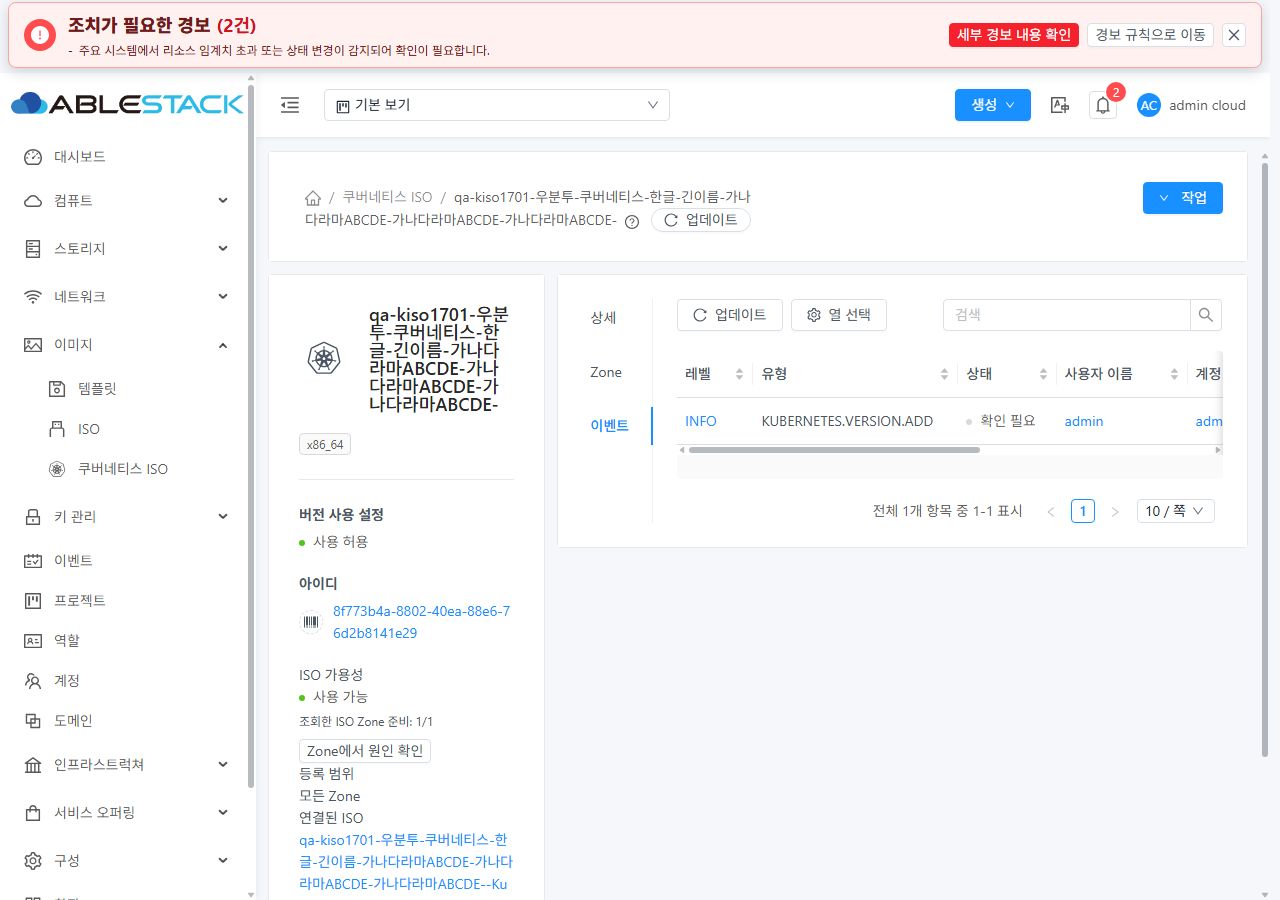 조치가 필요한 경보 (2건)
- 주요 시스템에서 리소스 임계치 초과 또는 상태 변경이 감지되어 확인이 필요합니다.
세부 경보 내용 확인
경보 규칙으로 이동
ABLESTACK
기본 보기
생성
2
AC
admin cloud
대시보드
컴퓨트
스토리지
네트워크
이미지
템플릿
ISO
쿠버네티스 ISO
키 관리
이벤트
프로젝트
역할
계정
도메인
인프라스트럭쳐
서비스 오퍼링
구성
/ 쿠버네티스 ISO / qa-kiso1701-우분투-쿠버네티스-한글-긴이름-가나
다라마ABCDE-가나다라마ABCDE-가나다라마ABCDE-
업데이트
작업
qa-kiso1701-우분
투-쿠버네티스-한
글-긴이름-가나다
라마ABCDE-가나
다라마ABCDE-가
나다라마ABCDE-
x86_64
버전 사용 설정
사용 허용
아이디
8f773b4a-8802-40ea-88e6-7
6d2b8141e29
ISO 가용성
사용 가능
조회한 ISO Zone 준비: 1/1
Zone에서 원인 확인
등록 범위
모든 Zone
연결된 ISO
qa-kiso1701-우분투-쿠버네티스-한
글-긴이름-가나다라마ABCDE-가나다
라마ABCDE-가나다라마ABCDE--Ku
상세
Zone
이벤트
업데이트
열 선택
검색
레벨 유형 상태 사용자 이름 계정
INFO KUBERNETES.VERSION.ADD 확인 필요 admin adm
전체 1개 항목 중 1-1 표시
< 1 >
10 / 쪽